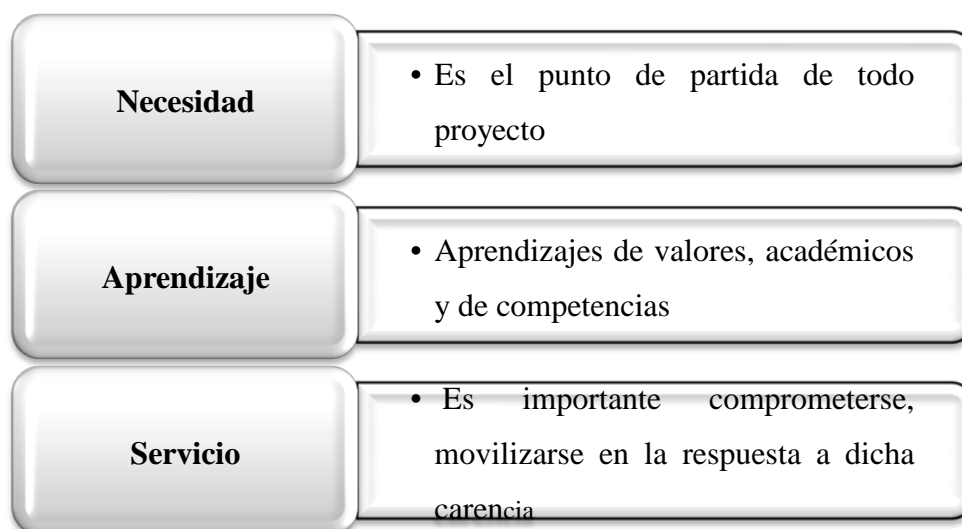 Necesidad
• Es el punto de partida de todo
proyecto
Aprendizaje
• Aprendizajes de valores, académicos
y de competencias
Servicio
• Es importante comprometerse,
movilizarse en la respuesta a dicha
carencia